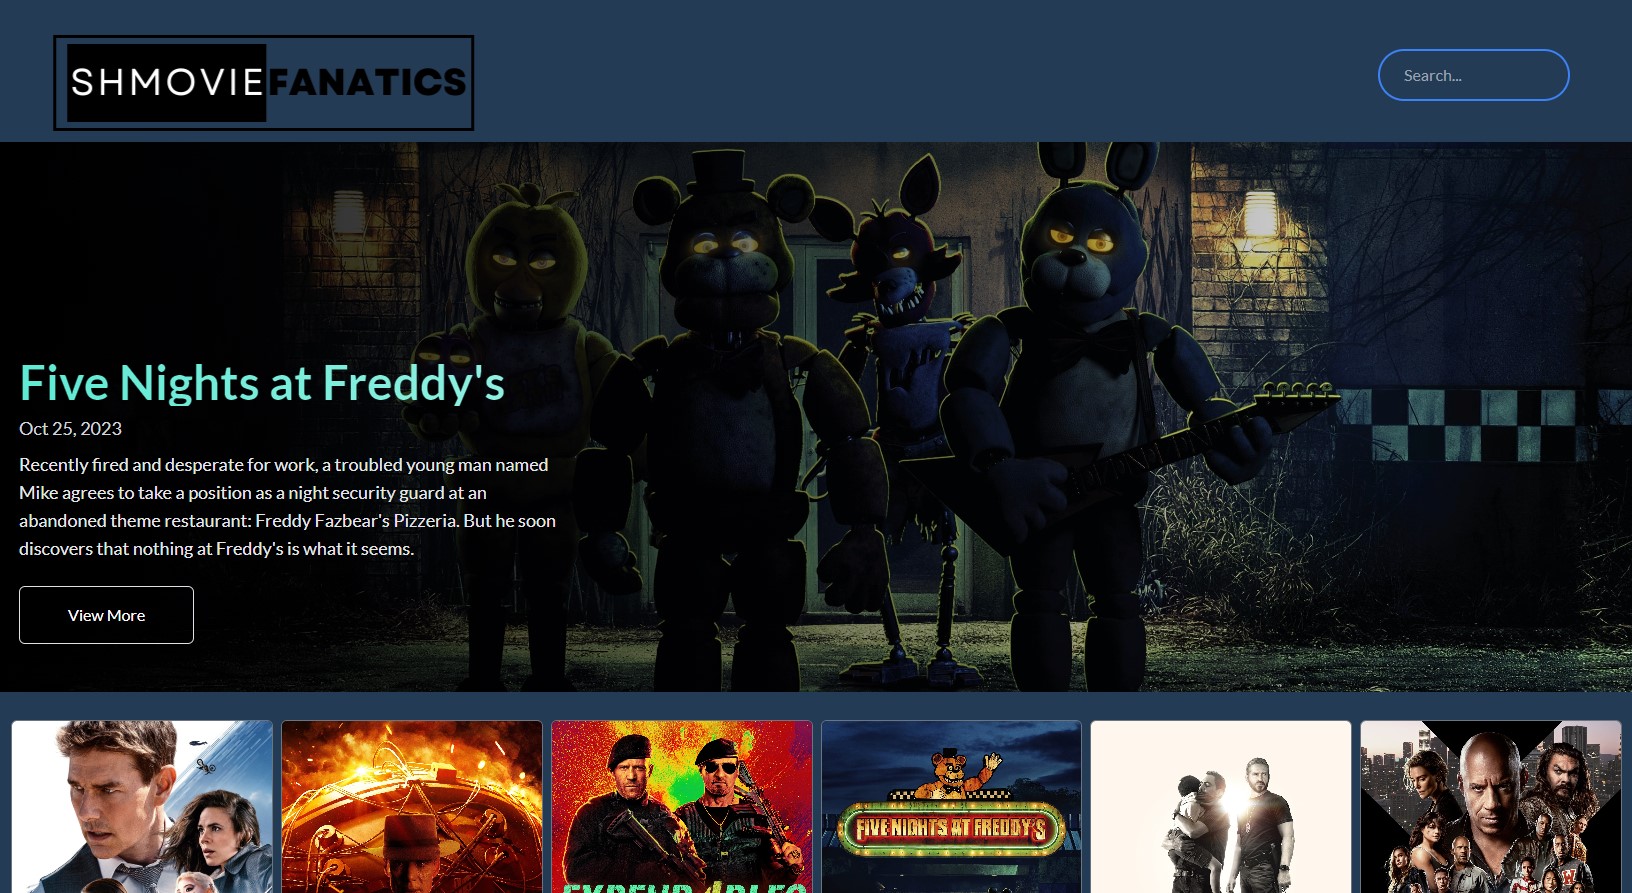 SHMOVIEFANATICS
Search...
Five Nights at Freddy's
Oct 25, 2023
Recently fired and desperate for work, a troubled young man named
Mike agrees to take a position as a night security guard at an
abandoned theme restaurant: Freddy Fazbear's Pizzeria. But he soon
discovers that nothing at Freddy's is what it seems.
View More
FIVE NIGHTS AT FREDDY'S